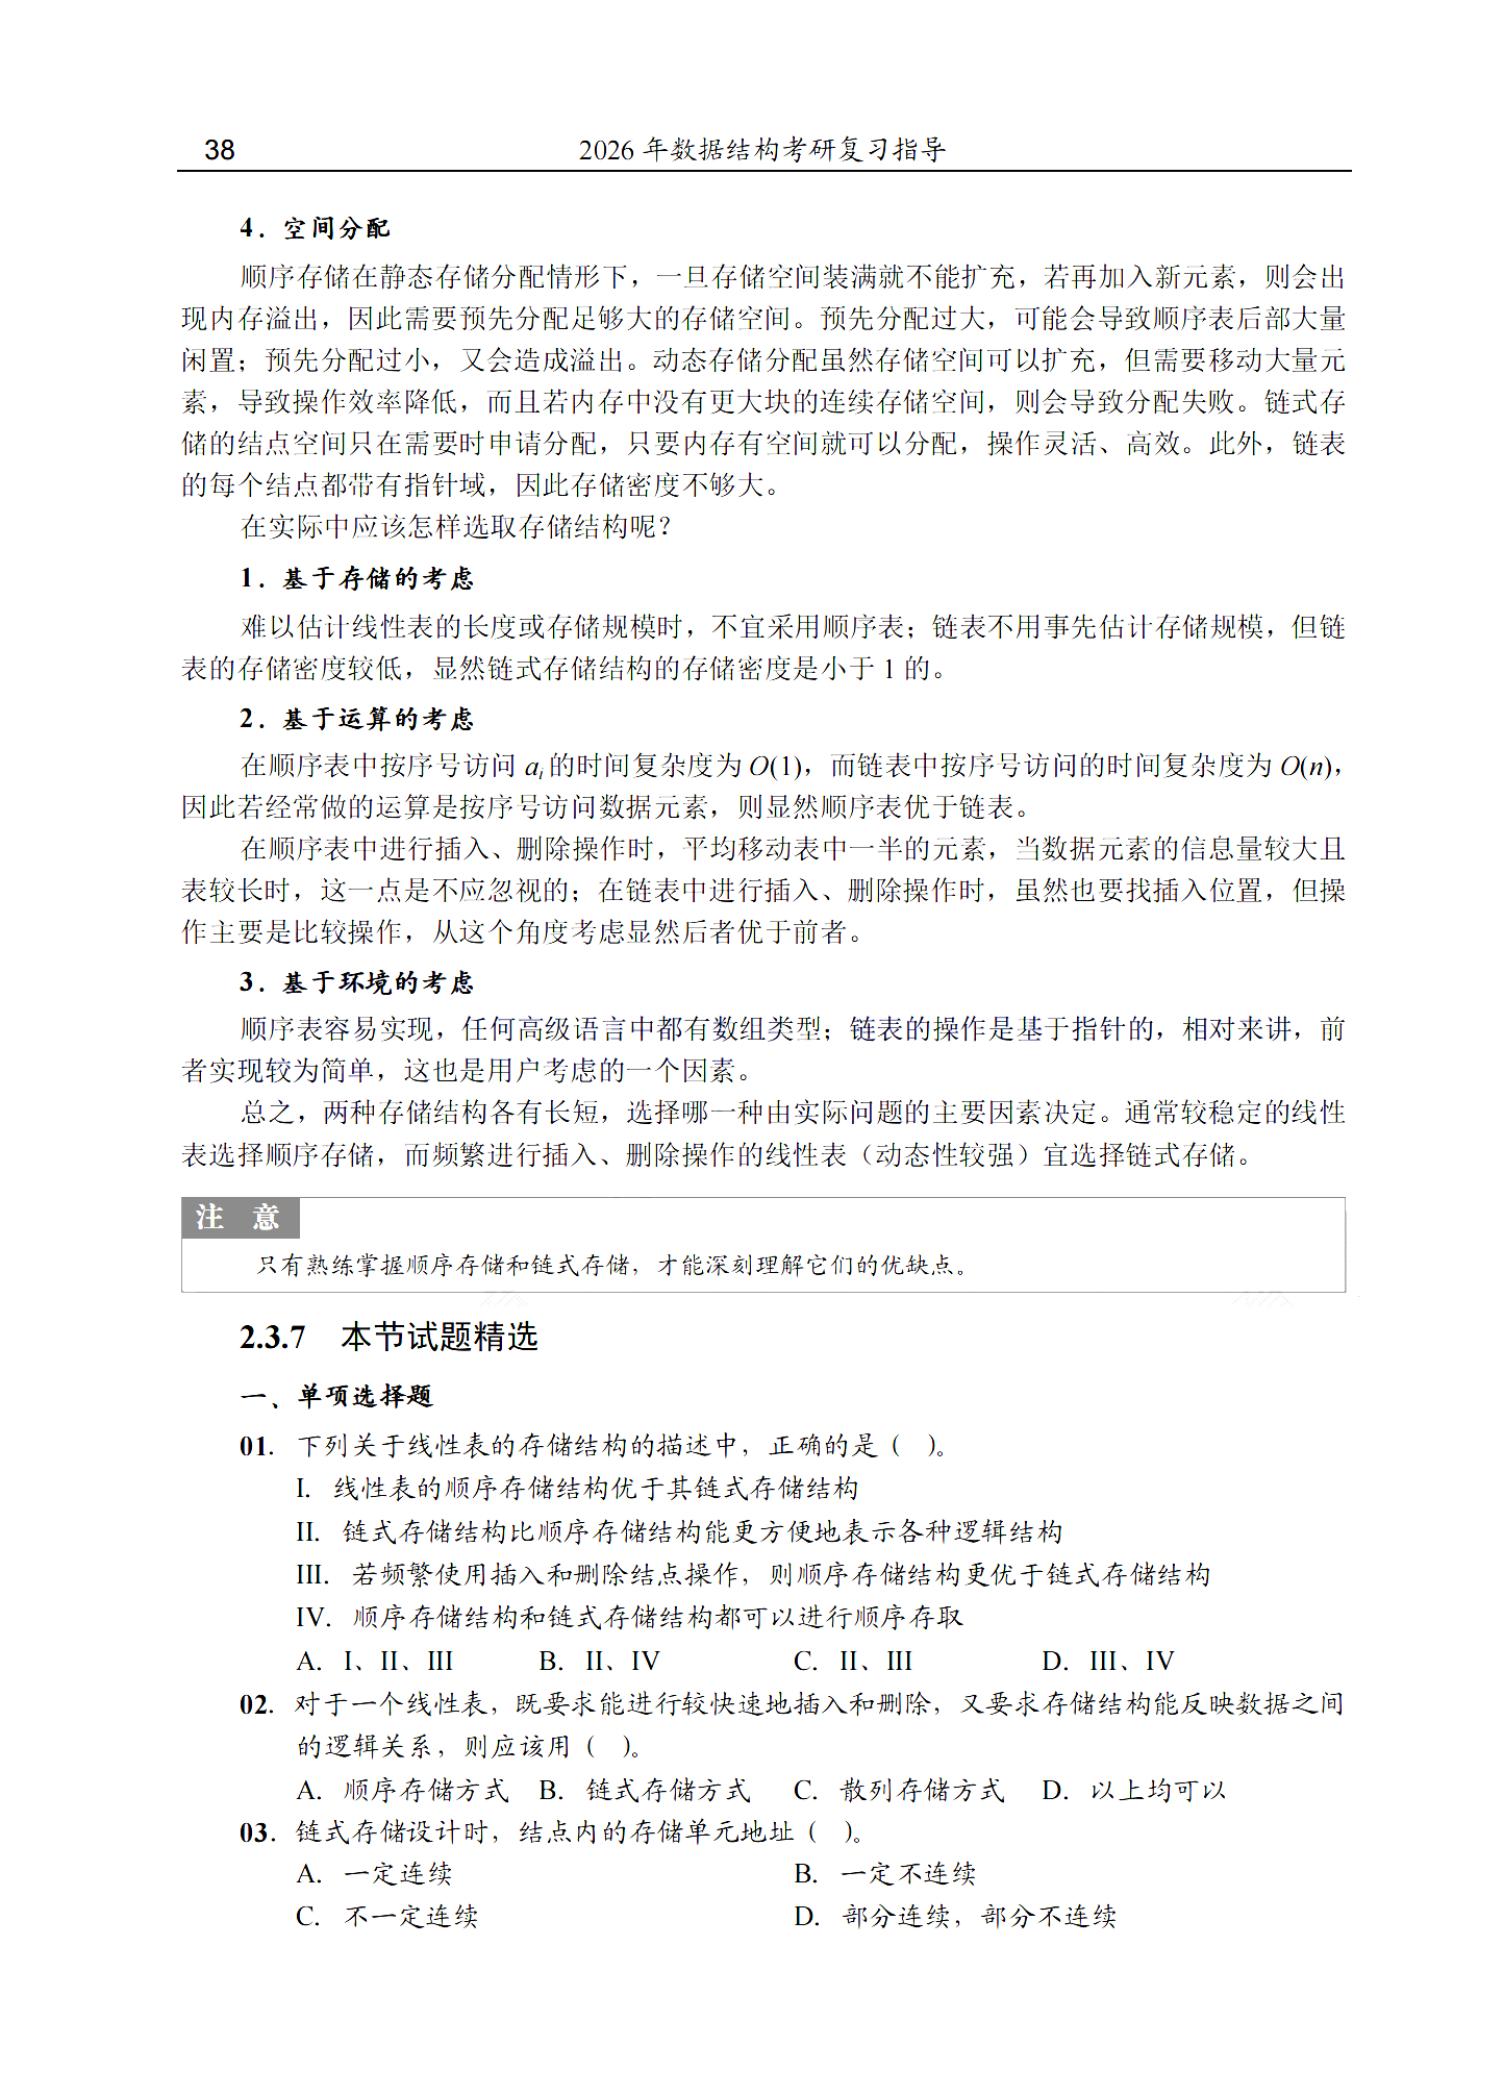 38 2026 年数据结构考研复习指导
4．空间分配
顺序存储在静态存储分配情形下，一旦存储空间装满就不能扩充，若再加入新元素，则会出
现内存溢出，因此需要预先分配足够大的存储空间。预先分配过大，可能会导致顺序表后部大量
闲置；预先分配过小，又会造成溢出。动态存储分配虽然存储空间可以扩充，但需要移动大量元
素，导致操作效率降低，而且若内存中没有更大块的连续存储空间，则会导致分配失败。链式存
储的结点空间只在需要时申请分配，只要内存有空间就可以分配，操作灵活、高效。此外，链表
的每个结点都带有指针域，因此存储密度不够大。
在实际中应该怎样选取存储结构呢？
1．基于存储的考虑
难以估计线性表的长度或存储规模时，不宜采用顺序表；链表不用事先估计存储规模，但链
表的存储密度较低，显然链式存储结构的存储密度是小于 1 的。
2．基于运算的考虑
在顺序表中按序号访问 ai 的时间复杂度为 O(1)，而链表中按序号访问的时间复杂度为 O(n)，
因此若经常做的运算是按序号访问数据元素，则显然顺序表优于链表。
在顺序表中进行插入、删除操作时，平均移动表中一半的元素，当数据元素的信息量较大且
表较长时，这一点是不应忽视的；在链表中进行插入、删除操作时，虽然也要找插入位置，但操
作主要是比较操作，从这个角度考虑显然后者优于前者。
3．基于环境的考虑
顺序表容易实现，任何高级语言中都有数组类型；链表的操作是基于指针的，相对来讲，前
者实现较为简单，这也是用户考虑的一个因素。
总之，两种存储结构各有长短，选择哪一种由实际问题的主要因素决定。通常较稳定的线性
表选择顺序存储，而频繁进行插入、删除操作的线性表（动态性较强）宜选择链式存储。
注 意
只有熟练掌握顺序存储和链式存储，才能深刻理解它们的优缺点。
2.3.7 本节试题精选
一、单项选择题
01. 下列关于线性表的存储结构的描述中，正确的是（ ）。
I. 线性表的顺序存储结构优于其链式存储结构
II. 链式存储结构比顺序存储结构能更方便地表示各种逻辑结构
III. 若频繁使用插入和删除结点操作，则顺序存储结构更优于链式存储结构
IV. 顺序存储结构和链式存储结构都可以进行顺序存取
A. I、II、III B. II、IV C. II、III D. III、IV
02. 对于一个线性表，既要求能进行较快速地插入和删除，又要求存储结构能反映数据之间
的逻辑关系，则应该用（ ）。
A. 顺序存储方式 B. 链式存储方式 C. 散列存储方式 D. 以上均可以
03. 链式存储设计时，结点内的存储单元地址（ ）。
A. 一定连续 B. 一定不连续
C. 不一定连续 D. 部分连续，部分不连续